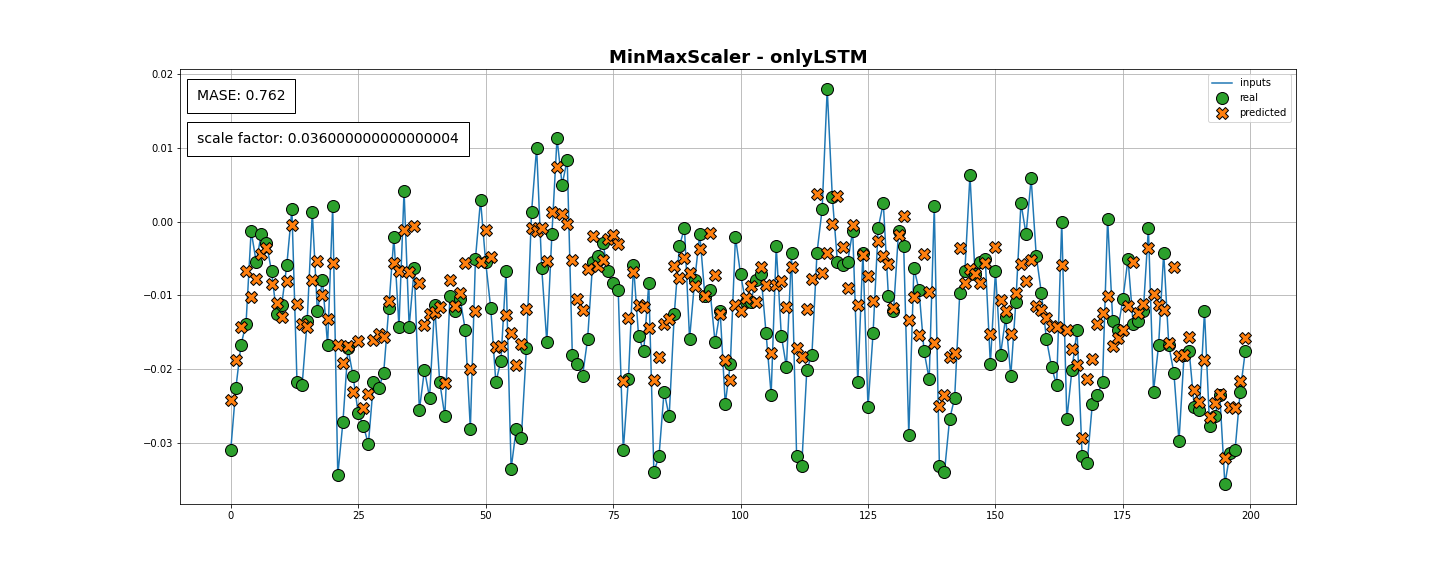 MinMaxScaler - onlyLSTM
MASE: 0.762
scale factor: 0.036000000000000004
inputs
real
predicted
0.02
0.01
0.00
−0.01
−0.02
−0.03
0 25 50 75 100 125 150 175 200